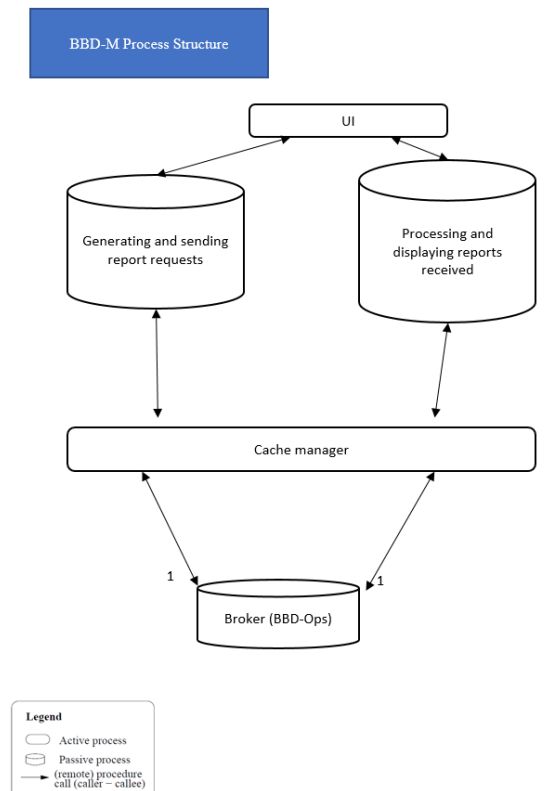 BBD-M Process Structure
UI
Generating and sending
report requests
Processing and
displaying reports
received
Cache manager
1
1
Broker (BBD-Ops)
Legend
Active process
Passive process
(remote) procedure
call (caller – callee)